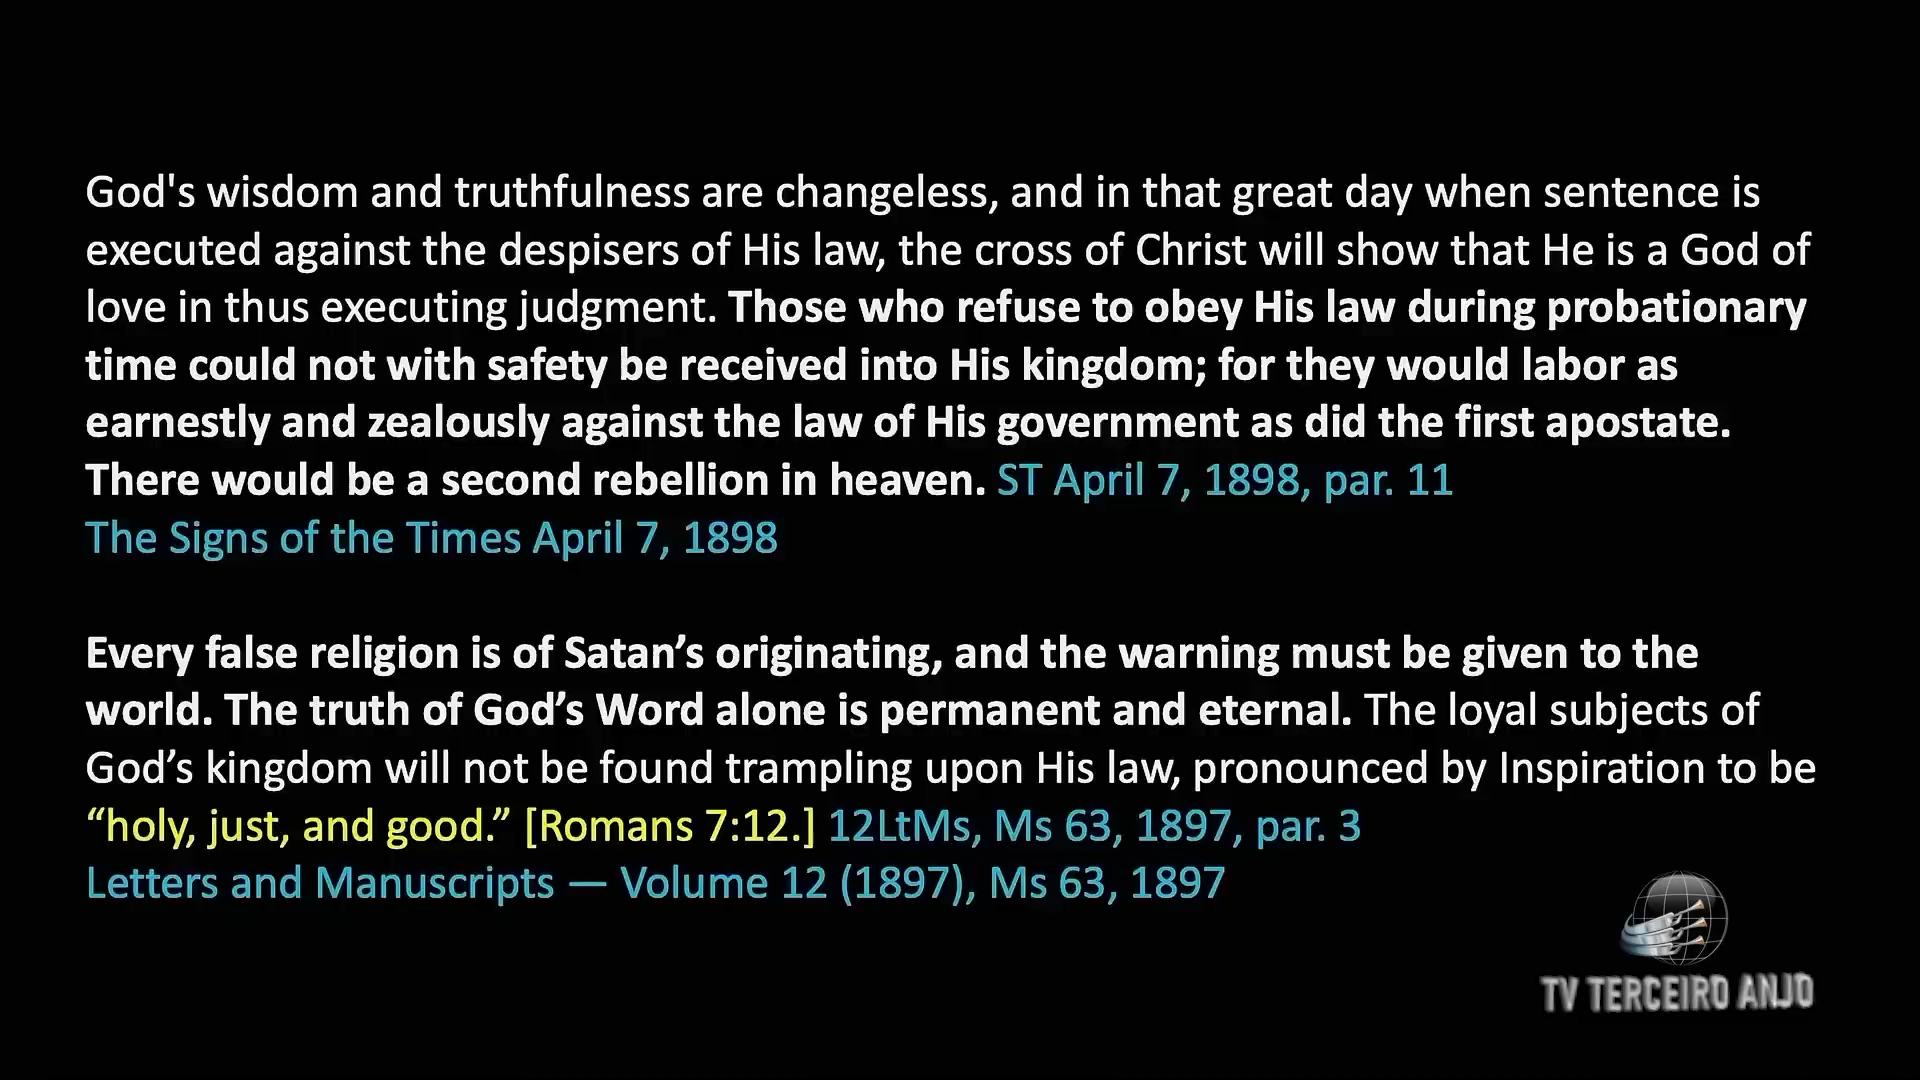 God's wisdom and truthfulness are changeless, and in that great day when sentence is
executed against the despisers of His law, the cross of Christ will show that He is a God of
love in thus executing judgment. Those who refuse to obey His law during probationary
time could not with safety be received into His kingdom; for they would labor as
earnestly and zealously against the law of His government as did the first apostate.
There would be a second rebellion in heaven. ST April 7, 1898, par. 11
The Signs of the Times April 7, 1898
Every false religion is of Satan’s originating, and the warning must be given to the
world. The truth of God’s Word alone is permanent and eternal. The loyal subjects of
God’s kingdom will not be found trampling upon His law, pronounced by Inspiration to be
“holy, just, and good.” [Romans 7:12.] 12LtMs, Ms 63, 1897, par. 3
Letters and Manuscripts — Volume 12 (1897), Ms 63, 1897
TV TERCEIRO ANJO